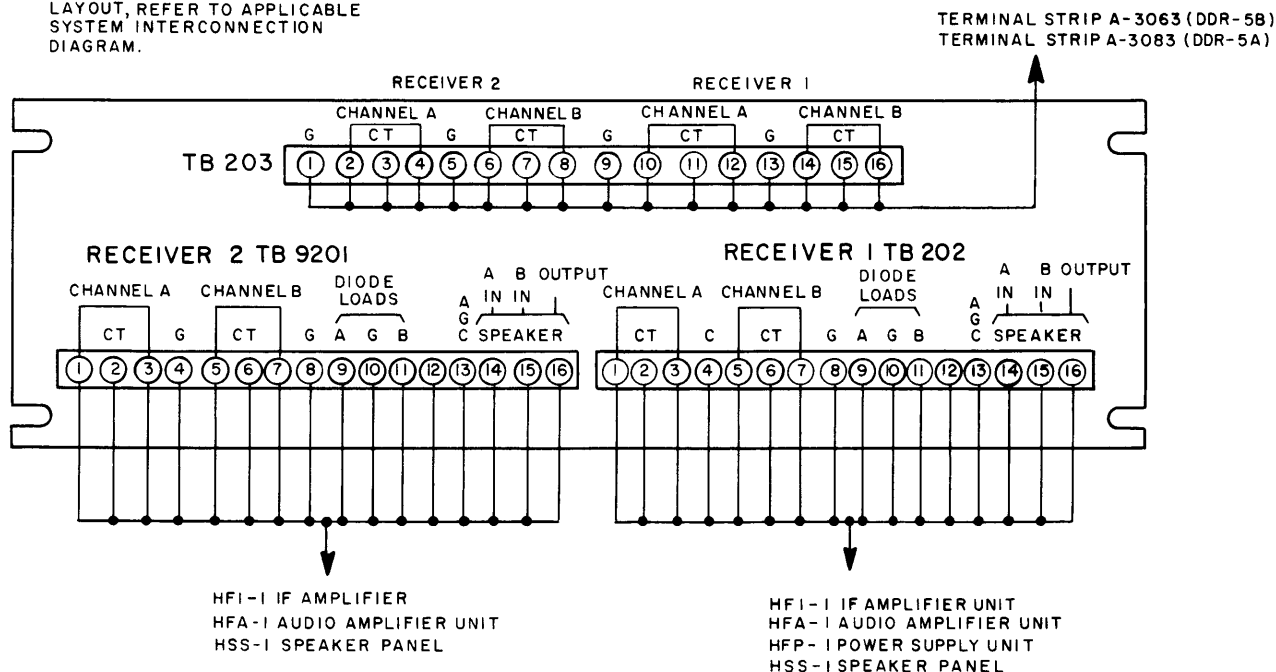 LAYOUT, REFER TO APPLICABLE
SYSTEM INTERCONNECTION
DIAGRAM.
TERMINAL STRIP A-3063 (DDR-5B)
TERMINAL STRIP A-3083 (DDR-5A)
RECEIVER 2 RECEIVER 1
CHANNEL A CHANNEL B CHANNEL A CHANNEL B
G CT G CT G CT G CT
TB 203 1 2 3 4 5 6 7 8 9 10 11 12 13 14 15 16
RECEIVER 2 TB 9201
CHANNEL A CHANNEL B DIODE LOADS A IN B IN OUTPUT
CT G CT G A G B AGC SPEAKER
1 2 3 4 5 6 7 8 9 10 11 12 13 14 15 16
RECEIVER 1 TB 202
CHANNEL A CHANNEL B DIODE LOADS A IN B IN OUTPUT
CT C CT G A G B AGC SPEAKER
1 2 3 4 5 6 7 8 9 10 11 12 13 14 15 16
HFI-1 IF AMPLIFIER
HFA-1 AUDIO AMPLIFIER UNIT
HSS-1 SPEAKER PANEL
HFI-1 IF AMPLIFIER UNIT
HFA-1 AUDIO AMPLIFIER UNIT
HFP-1 POWER SUPPLY UNIT
HSS-1 SPEAKER PANEL